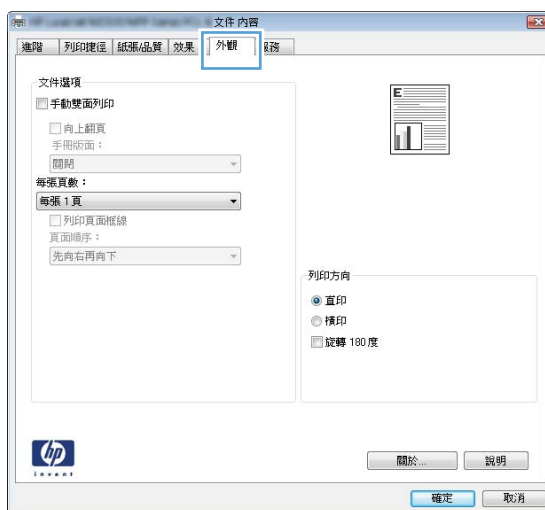 文件 內容
進階 列印捷徑 紙張/品質 效果 外觀 服務
文件選項
手動雙面列印
向上翻頁
手冊版面：
關閉
每張頁數：
每張 1 頁
列印頁面框線
頁面順序：
先向右再向下
E
列印方向
直印
橫印
旋轉 180 度
hp
invent
關於... 說明
確定 取消